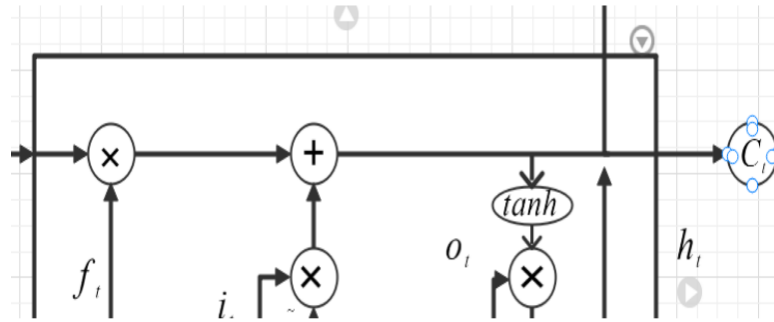 × + C_t
tanh
o_t × × h_t
f_t
i_t
~